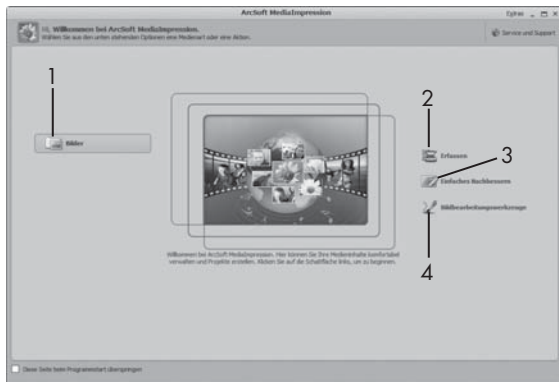 ArcSoft MediaImpression
Extras
Hi, Willkommen bei ArcSoft MediaImpression.
Wählen Sie aus den unten stehenden Optionen eine Medienart oder eine Aktion.
Service und Support
1
Bilder
2
Erfassen
3
Einfaches Nachbessern
Bildbearbeitungswerkzeuge
4
Willkommen bei ArcSoft MediaImpression. Hier können Sie Ihre Medieninhalte komfortabel
verwalten und Projekte erstellen. Klicken Sie auf die Schaltfläche links, um zu beginnen.
Diese Seite beim Programmstart überspringen